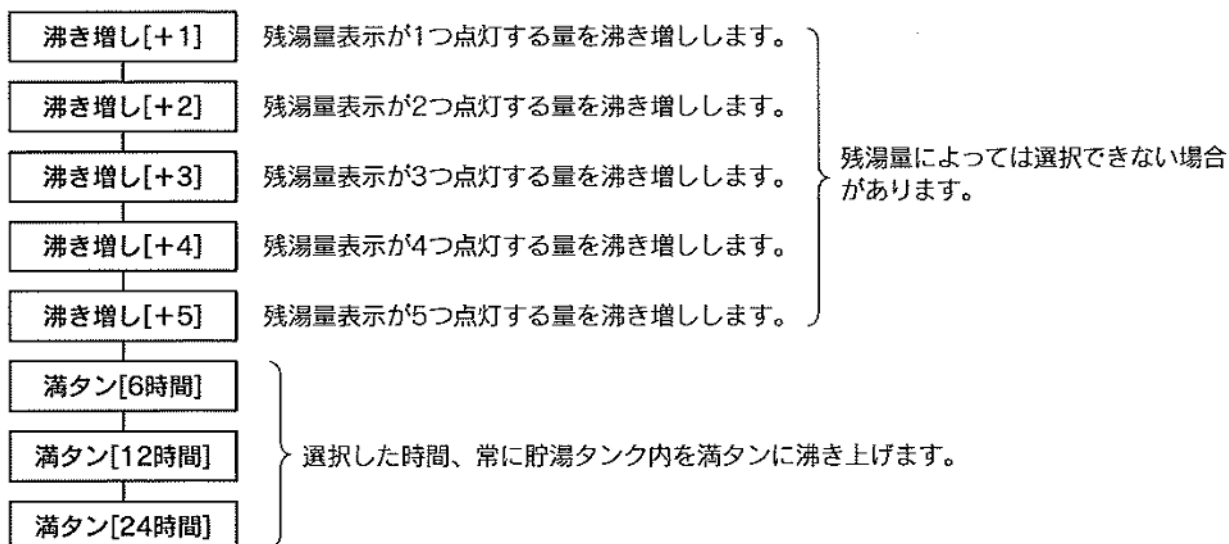 沸き増し[+1] 残湯量表示が1つ点灯する量を沸き増しします。
沸き増し[+2] 残湯量表示が2つ点灯する量を沸き増しします。
沸き増し[+3] 残湯量表示が3つ点灯する量を沸き増しします。
沸き増し[+4] 残湯量表示が4つ点灯する量を沸き増しします。
沸き増し[+5] 残湯量表示が5つ点灯する量を沸き増しします。
残湯量によっては選択できない場合
があります。
満タン[6時間]
満タン[12時間]
満タン[24時間]
選択した時間、常に貯湯タンク内を満タンに沸き上げます。